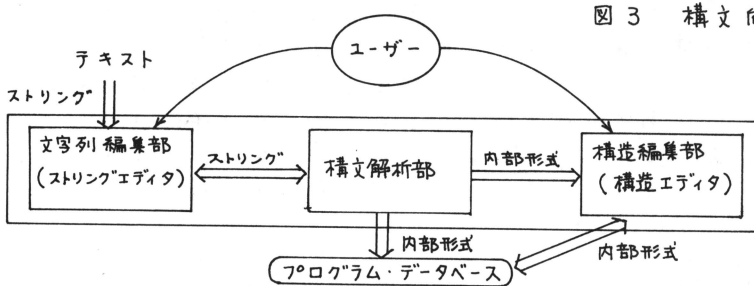 図3 構文
ユーザー
テキスト
ストリング
文字列編集部
(ストリングエディタ)
ストリング
構文解析部
内部形式
構造編集部
(構造エディタ)
内部形式
内部形式
プログラム・データベース